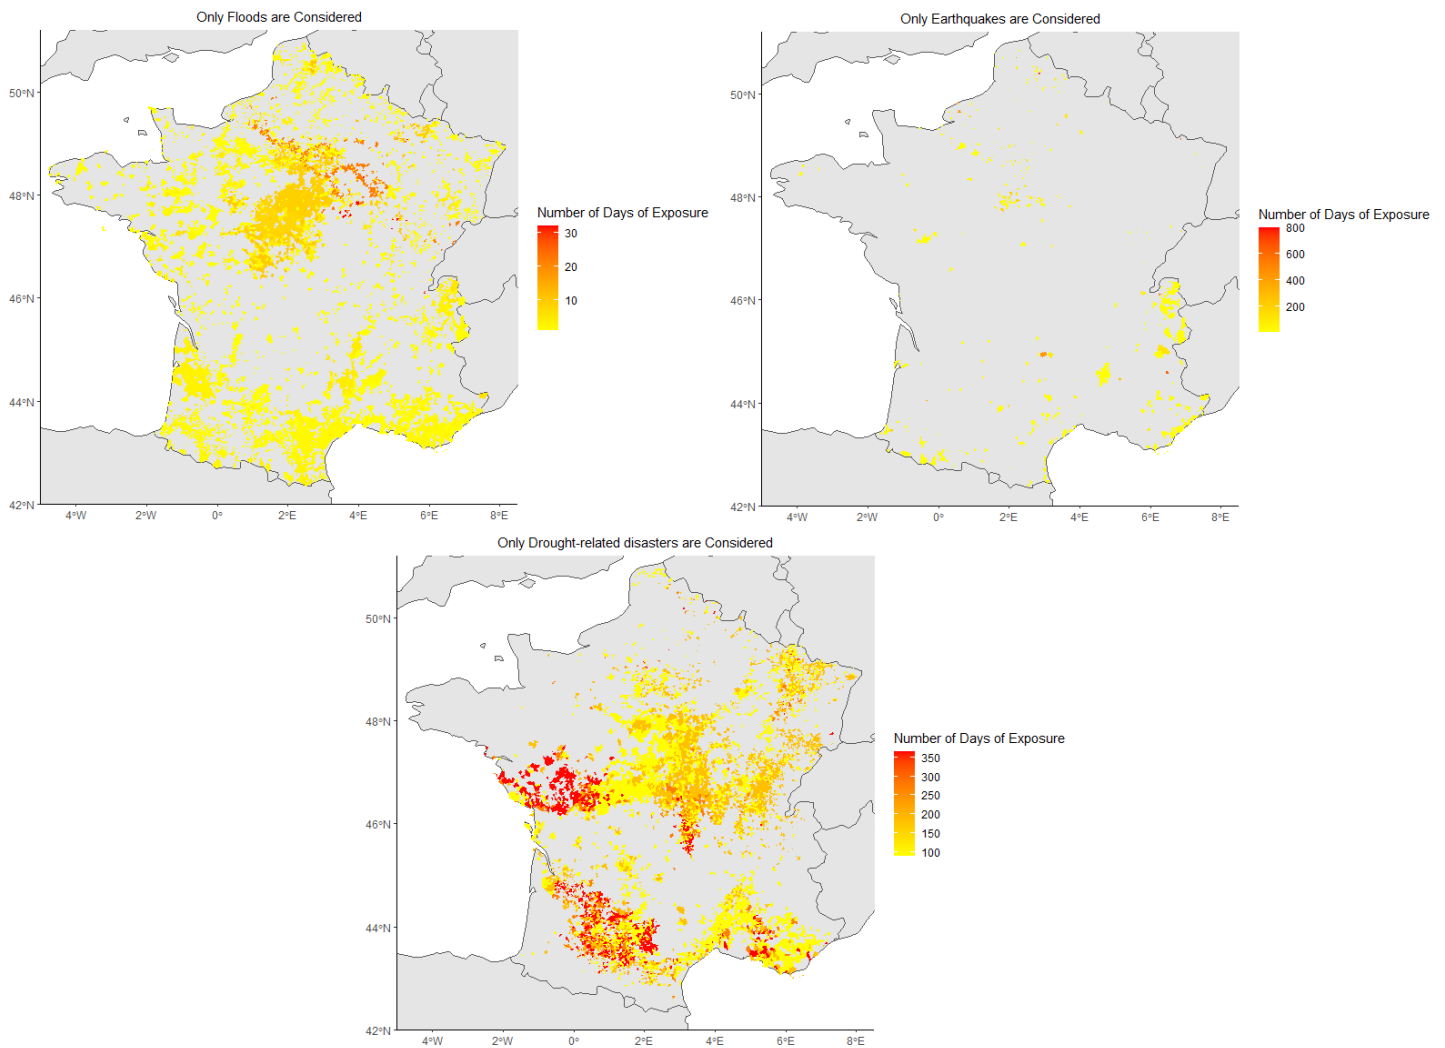 Only Floods are Considered
50°N
48°N
46°N
44°N
42°N
4°W
2°W
0°
2°E
4°E
6°E
8°E
Number of Days of Exposure
30
20
10
Only Earthquakes are Considered
50°N
48°N
46°N
44°N
42°N
4°W
2°W
0°
2°E
4°E
6°E
8°E
Number of Days of Exposure
800
600
400
200
Only Drought-related disasters are Considered
50°N
48°N
46°N
44°N
42°N
4°W
2°W
0°
2°E
4°E
6°E
8°E
Number of Days of Exposure
350
300
250
200
150
100